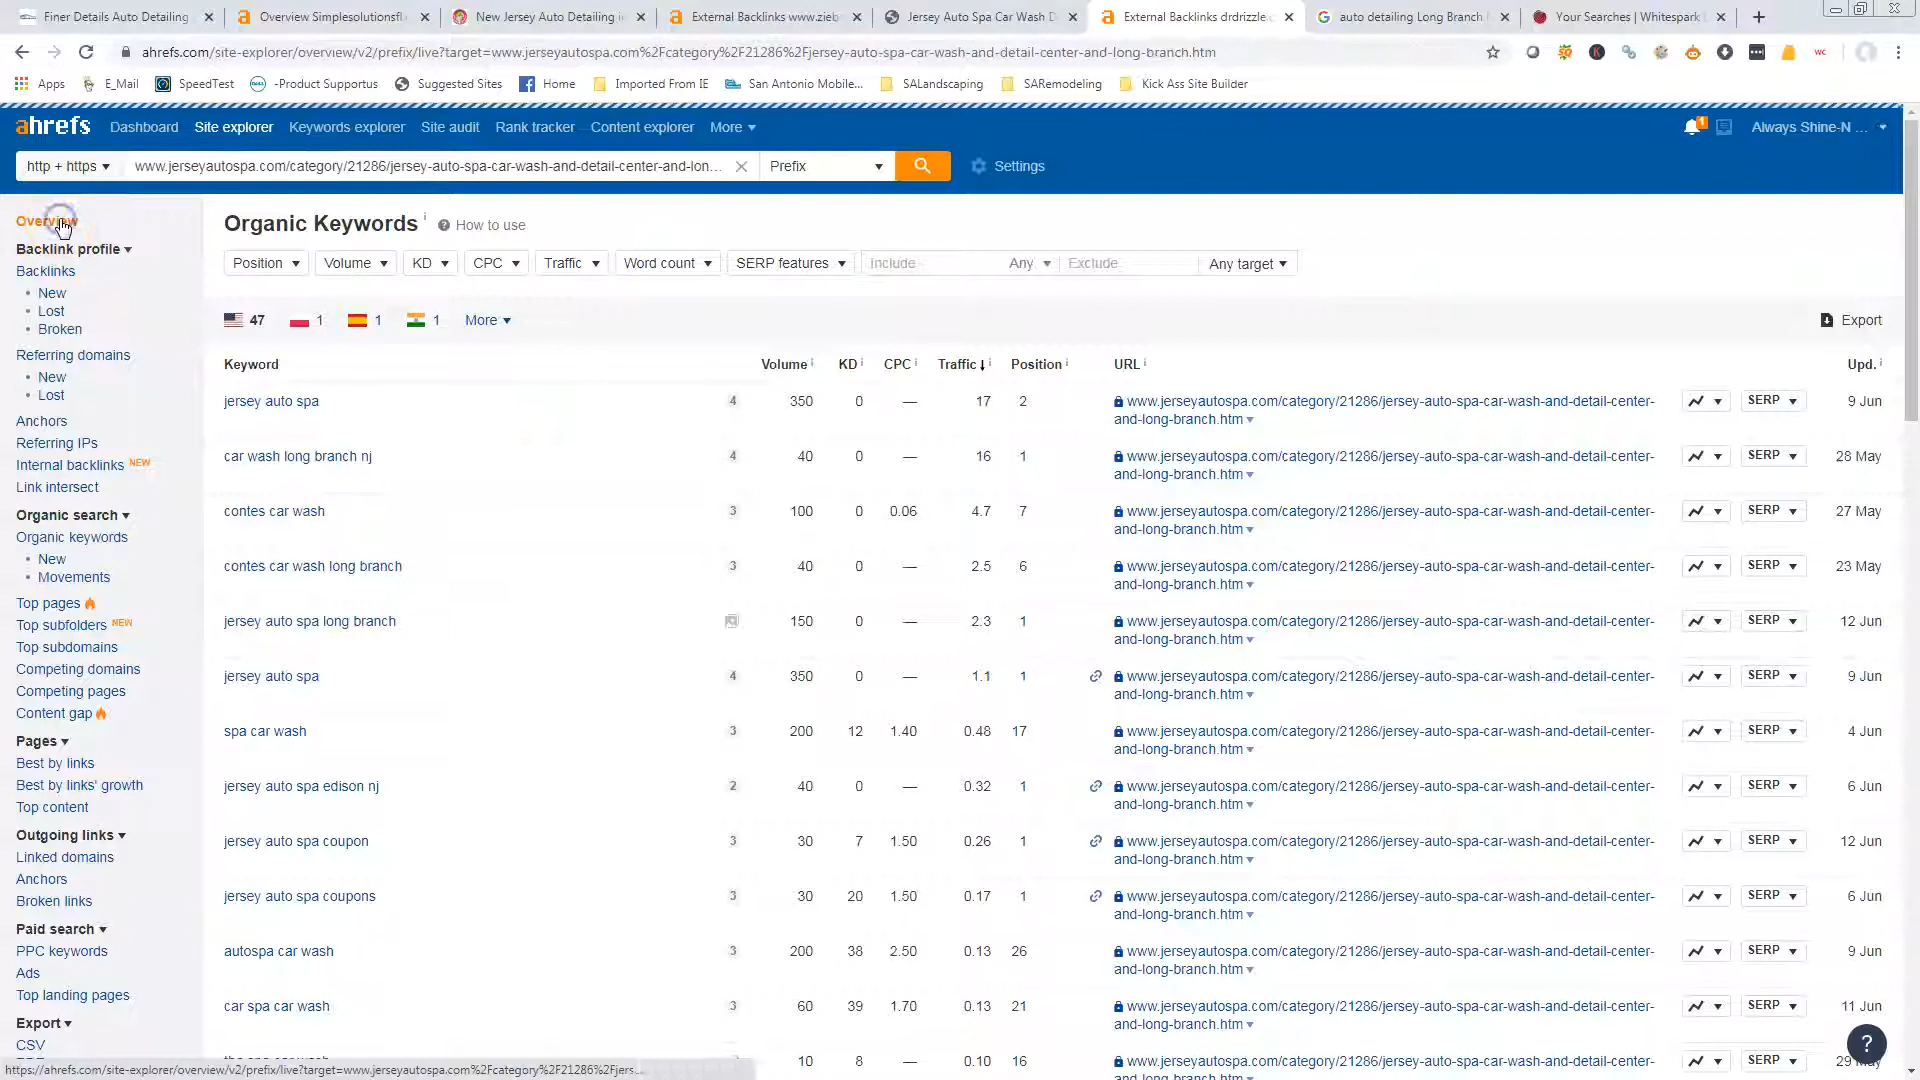 Finer Details Auto Detailing
Overview Simplesolutionsfl
New Jersey Auto Detailing i
External Backlinks www.zieb
Jersey Auto Spa Car Wash D
External Backlinks drdrizzle.c
auto detailing Long Branch N
Your Searches | Whitespark L
ahrefs.com/site-explorer/overview/v2/prefix/live?target=www.jerseyautospa.com%2Fcategory%2F21286%2Fjersey-auto-spa-car-wash-and-detail-center-and-long-branch.htm
Apps E_Mail SpeedTest -Product Supportus Suggested Sites Home Imported From IE San Antonio Mobile... SALandscaping SARemodeling Kick Ass Site Builder
ahrefs Dashboard Site explorer Keywords explorer Site audit Rank tracker Content explorer More 1 Always Shine-N ...
http + https www.jerseyautospa.com/category/21286/jersey-auto-spa-car-wash-and-detail-center-and-lon... Prefix Settings
Overview
Backlink profile
Backlinks
New
Lost
Broken
Referring domains
New
Lost
Anchors
Referring IPs
Internal backlinks NEW
Link intersect
Organic search
Organic keywords
New
Movements
Top pages
Top subfolders NEW
Top subdomains
Competing domains
Competing pages
Content gap
Pages
Best by links
Best by links' growth
Top content
Outgoing links
Linked domains
Anchors
Broken links
Paid search
PPC keywords
Ads
Top landing pages
Export
CSV
Organic Keywords i ? How to use
Position Volume KD CPC Traffic Word count SERP features Include Any Exclude Any target
47 1 1 1 More Export
Keyword Volume i KD i CPC i Traffic ↓ i Position i URL i Upd. i
jersey auto spa 4 350 0 — 17 2 www.jerseyautospa.com/category/21286/jersey-auto-spa-car-wash-and-detail-center- SERP 9 Jun
and-long-branch.htm
car wash long branch nj 4 40 0 — 16 1 www.jerseyautospa.com/category/21286/jersey-auto-spa-car-wash-and-detail-center- SERP 28 May
and-long-branch.htm
contes car wash 3 100 0 0.06 4.7 7 www.jerseyautospa.com/category/21286/jersey-auto-spa-car-wash-and-detail-center- SERP 27 May
and-long-branch.htm
contes car wash long branch 3 40 0 — 2.5 6 www.jerseyautospa.com/category/21286/jersey-auto-spa-car-wash-and-detail-center- SERP 23 May
and-long-branch.htm
jersey auto spa long branch 150 0 — 2.3 1 www.jerseyautospa.com/category/21286/jersey-auto-spa-car-wash-and-detail-center- SERP 12 Jun
and-long-branch.htm
jersey auto spa 4 350 0 — 1.1 1 www.jerseyautospa.com/category/21286/jersey-auto-spa-car-wash-and-detail-center- SERP 9 Jun
and-long-branch.htm
spa car wash 3 200 12 1.40 0.48 17 www.jerseyautospa.com/category/21286/jersey-auto-spa-car-wash-and-detail-center- SERP 4 Jun
and-long-branch.htm
jersey auto spa edison nj 2 40 0 — 0.32 1 www.jerseyautospa.com/category/21286/jersey-auto-spa-car-wash-and-detail-center- SERP 6 Jun
and-long-branch.htm
jersey auto spa coupon 3 30 7 1.50 0.26 1 www.jerseyautospa.com/category/21286/jersey-auto-spa-car-wash-and-detail-center- SERP 12 Jun
and-long-branch.htm
jersey auto spa coupons 3 30 20 1.50 0.17 1 www.jerseyautospa.com/category/21286/jersey-auto-spa-car-wash-and-detail-center- SERP 6 Jun
and-long-branch.htm
autospa car wash 3 200 38 2.50 0.13 26 www.jerseyautospa.com/category/21286/jersey-auto-spa-car-wash-and-detail-center- SERP 9 Jun
and-long-branch.htm
car spa car wash 3 60 39 1.70 0.13 21 www.jerseyautospa.com/category/21286/jersey-auto-spa-car-wash-and-detail-center- SERP 11 Jun
and-long-branch.htm
10 8 — 0.10 16 www.jerseyautospa.com/category/21286/jersey-auto-spa-car-wash-and-detail-center- SERP 29 May
https://ahrefs.com/site-explorer/overview/v2/prefix/live?target=www.jerseyautospa.com%2Fcategory%2F21286%2Fjers...
?